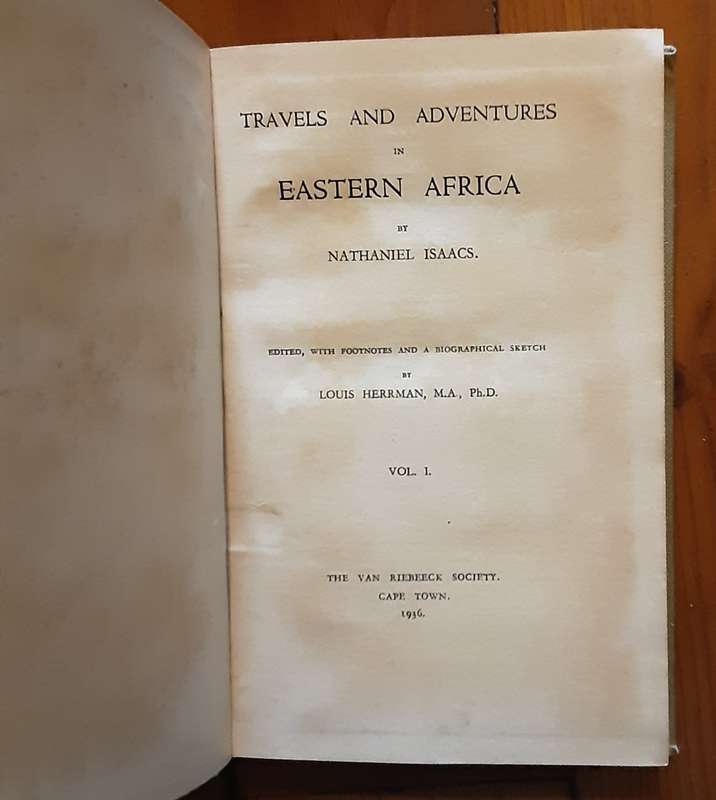 TRAVELS AND ADVENTURES
IN
EASTERN AFRICA
BY
NATHANIEL ISAACS.
EDITED, WITH FOOTNOTES AND A BIOGRAPHICAL SKETCH
BY
LOUIS HERRMAN, M.A., Ph.D.
VOL. I.
THE VAN RIEBEECK SOCIETY.
CAPE TOWN.
1936.